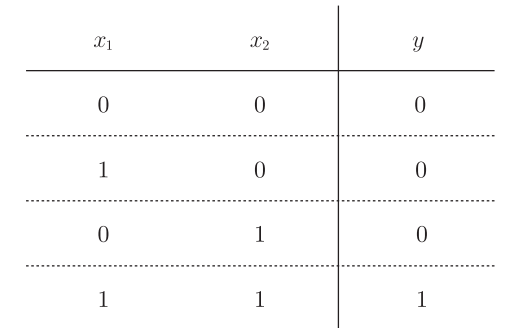 x₁ x₂ y
0 0 0
1 0 0
0 1 0
1 1 1